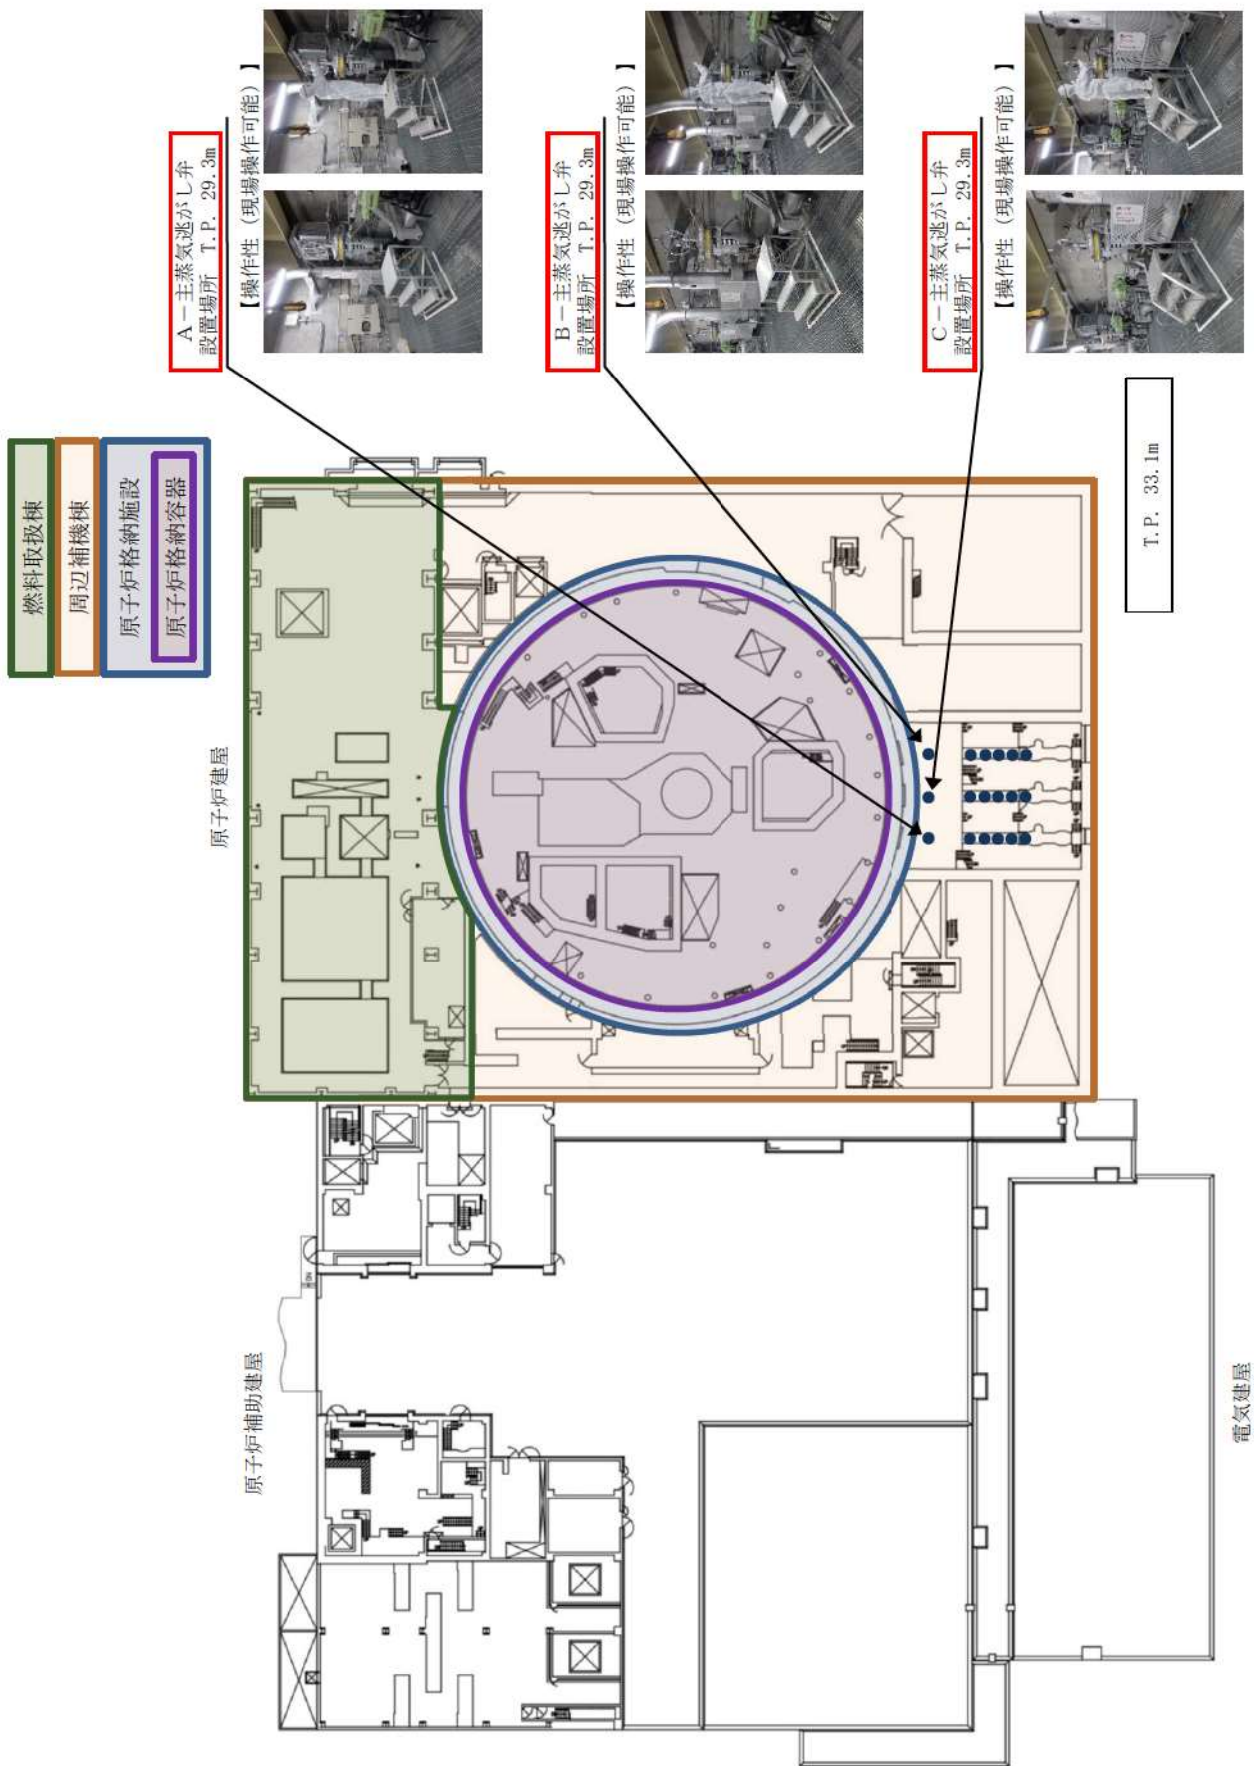 燃料取扱棟
周辺補機棟
原子炉格納施設
原子炉格納容器
A-主蒸気逃がし弁
設置場所 T.P. 29.3m
【操作性（現場操作可能）】
B-主蒸気逃がし弁
設置場所 T.P. 29.3m
【操作性（現場操作可能）】
C-主蒸気逃がし弁
設置場所 T.P. 29.3m
【操作性（現場操作可能）】
T.P. 33.1m
原子炉建屋
原子炉補助建屋
電気建屋